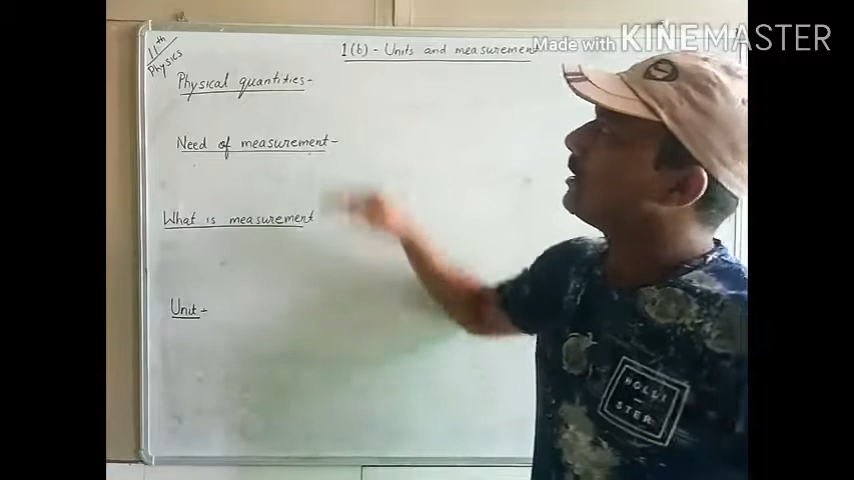 11th
Physics
1(b) - Units and measurement
Made with KINEMASTER
Physical quantities-
Need of measurement-
What is measurement
Unit-
HOLLI
STER